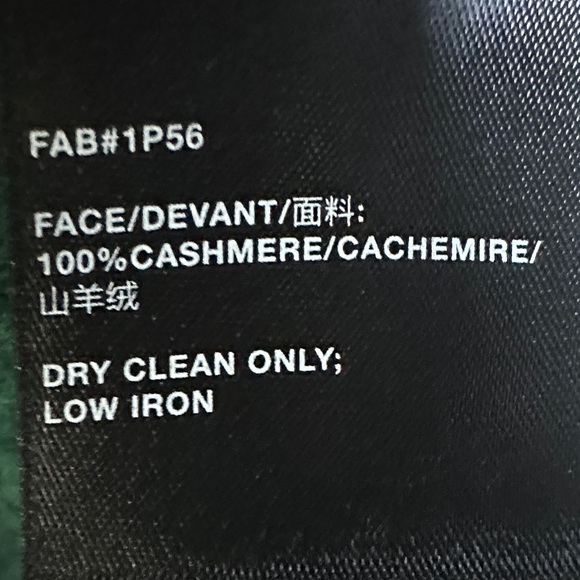 FAB#1P56
FACE/DEVANT/面料:
100%CASHMERE/CACHEMIRE/
山羊绒
DRY CLEAN ONLY;
LOW IRON